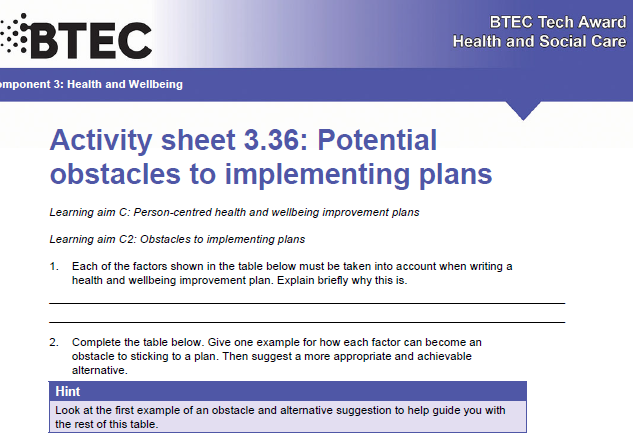 BTEC
BTEC Tech Award
Health and Social Care
omponent 3: Health and Wellbeing
Activity sheet 3.36: Potential
obstacles to implementing plans
Learning aim C: Person-centred health and wellbeing improvement plans
Learning aim C2: Obstacles to implementing plans
1. Each of the factors shown in the table below must be taken into account when writing a
health and wellbeing improvement plan. Explain briefly why this is.
2. Complete the table below. Give one example for how each factor can become an
obstacle to sticking to a plan. Then suggest a more appropriate and achievable
alternative.
Hint
Look at the first example of an obstacle and alternative suggestion to help guide you with
the rest of this table.